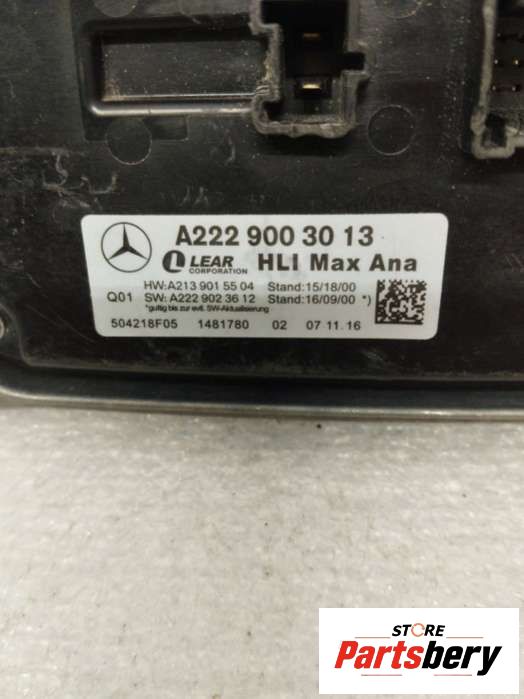 A222 900 30 13
LEAR CORPORATION HLI Max Ana
HW:A213 901 55 04 Stand:15/18/00
Q01 SW: A222 902 36 12 Stand:16/09/00 *)
*gültig bis zur evtl. SW-Aktualisierung
504218F05 1481780 02 07 11 16
STORE
Partsbery